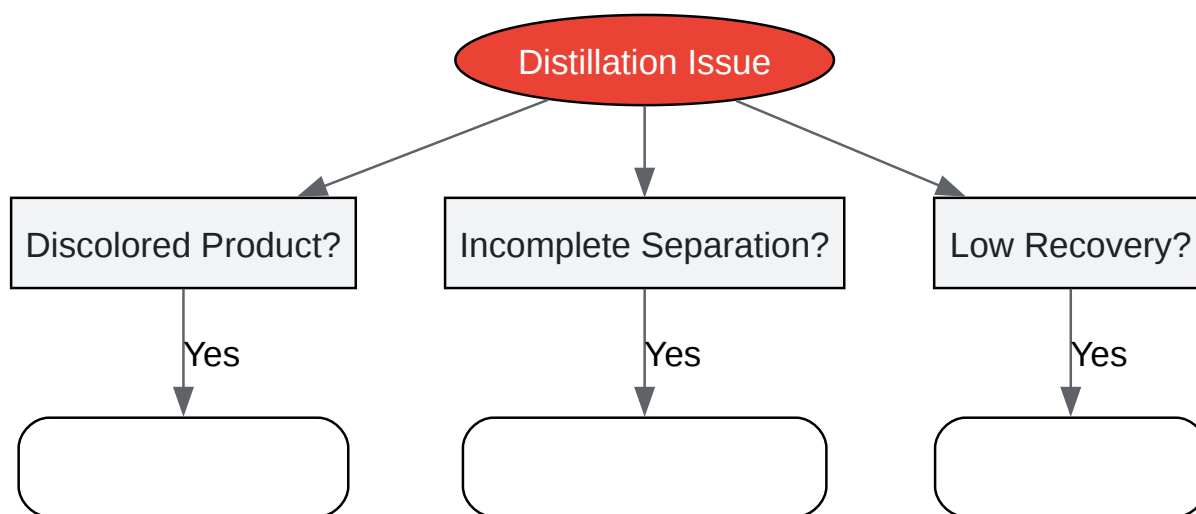 Distillation Issue
Discolored Product?
Incomplete Separation?
Low Recovery?
Yes
Yes
Yes